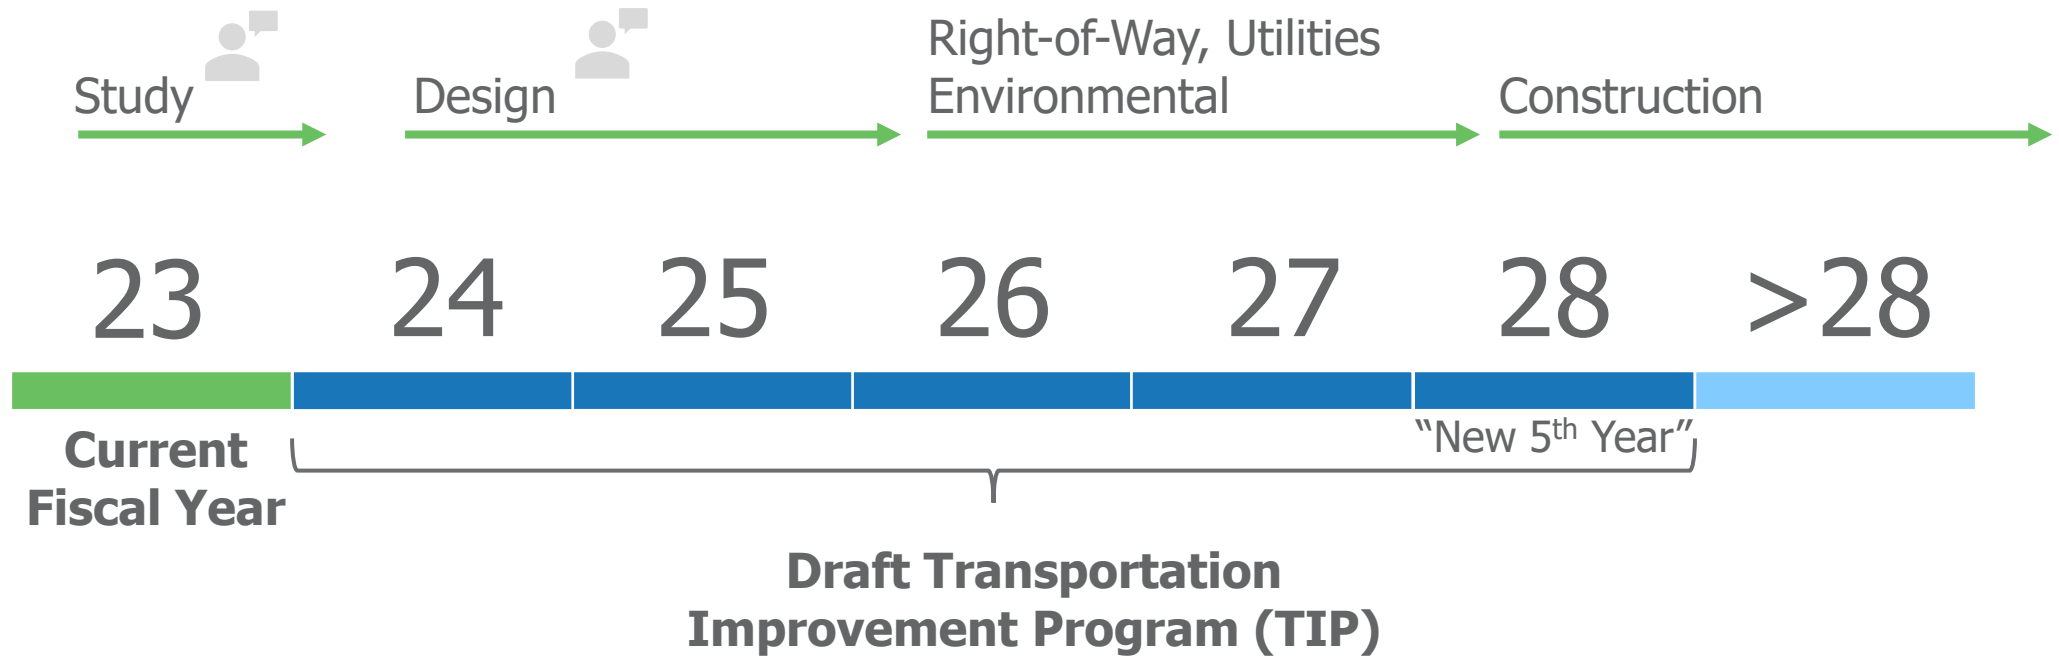 Study
Design
Right-of-Way, Utilities
Environmental
Construction
23
24
25
26
27
28
>28
Current
Fiscal Year
“New 5th Year”
Draft Transportation
Improvement Program (TIP)